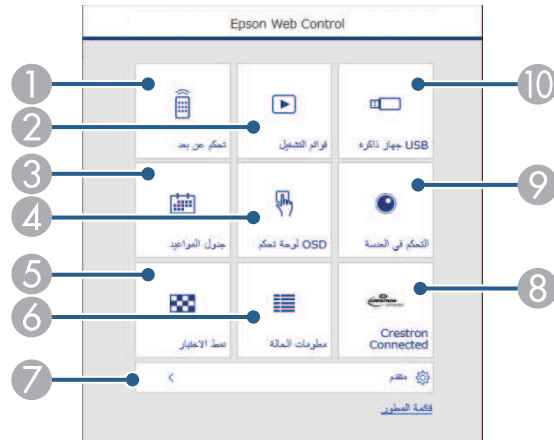 Epson Web Control
1
تحكم عن بعد
2
قوائم التشغيل
10
USB جهاز ذاكرة
3
جدول المواعيد
4
OSD لوحة تحكم
9
التحكم في العدسة
5
نمط الاختبار
6
معلومات الحالة
8
CRESTRON
Crestron
Connected
7
متقدم
قائمة المطور